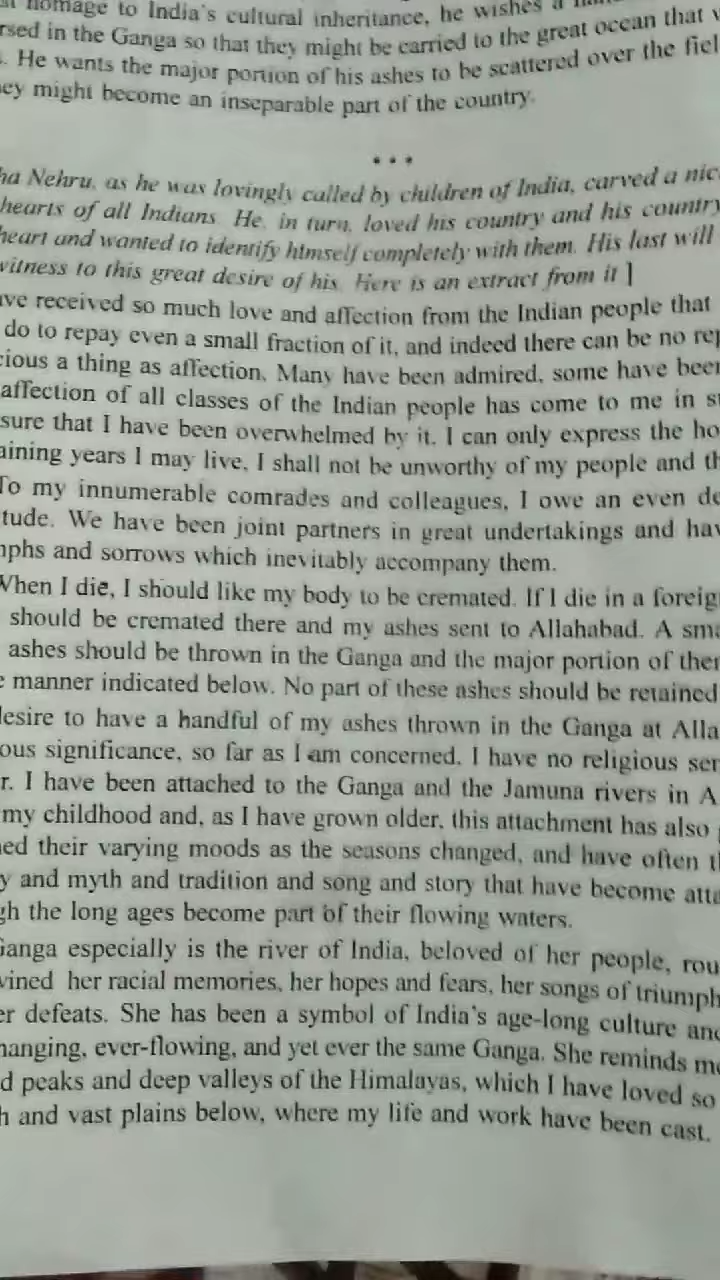 homage to India's cultural inheritance, he wishes a
rsed in the Ganga so that they might be carried to the great ocean that
. He wants the major portion of his ashes to be scattered over the fiel
ey might become an inseparable part of the country.
• • •
ha Nehru, as he was lovingly called by children of India, carved a nic
hearts of all Indians. He, in turn, loved his country and his country
heart and wanted to identify himself completely with them. His last will
vitness to this great desire of his. Here is an extract from it ]
ave received so much love and affection from the Indian people that
do to repay even a small fraction of it, and indeed there can be no rep
cious a thing as affection. Many have been admired, some have been
affection of all classes of the Indian people has come to me in s
sure that I have been overwhelmed by it. I can only express the ho
aining years I may live, I shall not be unworthy of my people and th
To my innumerable comrades and colleagues, I owe an even de
tude. We have been joint partners in great undertakings and hav
mphs and sorrows which inevitably accompany them.
When I die, I should like my body to be cremated. If I die in a foreig
should be cremated there and my ashes sent to Allahabad. A sma
ashes should be thrown in the Ganga and the major portion of them
e manner indicated below. No part of these ashes should be retained
desire to have a handful of my ashes thrown in the Ganga at Alla
ous significance, so far as I am concerned. I have no religious sen
r. I have been attached to the Ganga and the Jamuna rivers in A
my childhood and, as I have grown older, this attachment has also
ned their varying moods as the seasons changed, and have often t
y and myth and tradition and song and story that have become atta
gh the long ages become part of their flowing waters.
Ganga especially is the river of India, beloved of her people, rou
wined her racial memories, her hopes and fears, her songs of triumph
er defeats. She has been a symbol of India's age-long culture and
hanging, ever-flowing, and yet ever the same Ganga. She reminds me
d peaks and deep valleys of the Himalayas, which I have loved so
h and vast plains below, where my life and work have been cast.